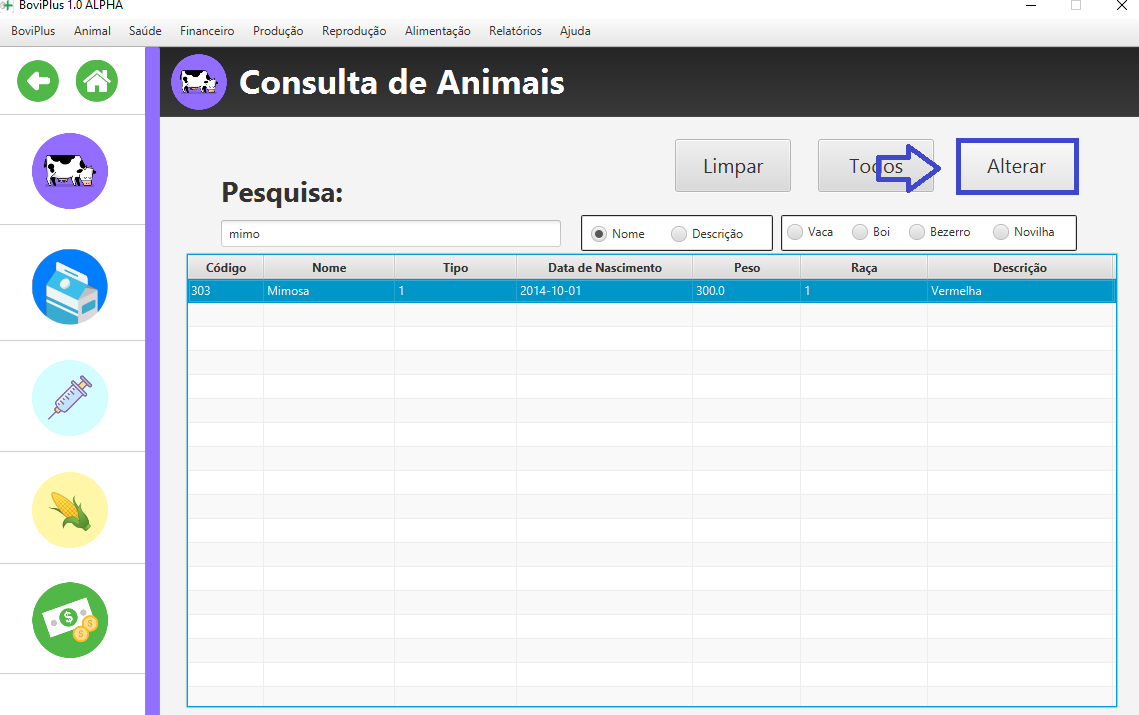 BoviPlus 1.0 ALPHA
BoviPlus Animal Saúde Financeiro Produção Reprodução Alimentação Relatórios Ajuda
Consulta de Animais
Limpar Todos Alterar
Pesquisa:
mimo Nome Descrição Vaca Boi Bezerro Novilha
Código Nome Tipo Data de Nascimento Peso Raça Descrição
303 Mimosa 1 2014-10-01 300.0 1 Vermelha